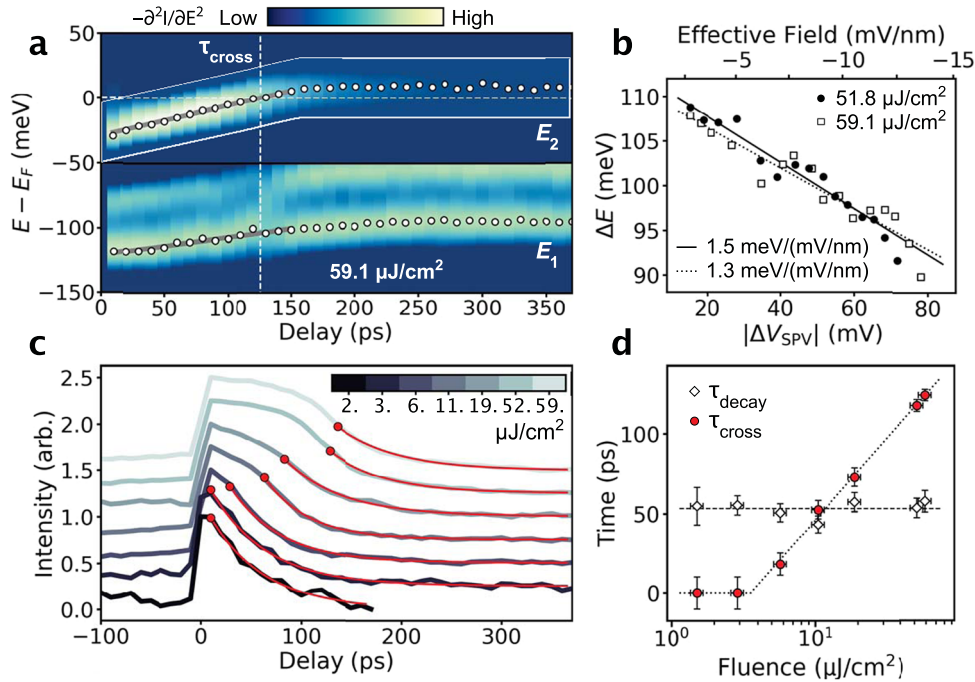 −∂²I/∂E² Low High
a
50
0
−50
−100
−150
E − E_F (meV)
τ_cross
E₂
E₁
59.1 μJ/cm²
0 50 100 150 200 250 300 350
Delay (ps)
b
Effective Field (mV/nm)
−5 −10 −15
110
105
100
95
90
ΔE (meV)
51.8 μJ/cm²
59.1 μJ/cm²
1.5 meV/(mV/nm)
1.3 meV/(mV/nm)
20 40 60 80
|ΔV_SPV| (mV)
c
2.5
2.0
1.5
1.0
0.5
0.0
Intensity (arb.)
2. 3. 6. 11. 19. 52. 59.
μJ/cm²
−100 0 100 200 300
Delay (ps)
d
100
50
0
Time (ps)
τ_decay
τ_cross
10⁰ 10¹
Fluence (μJ/cm²)